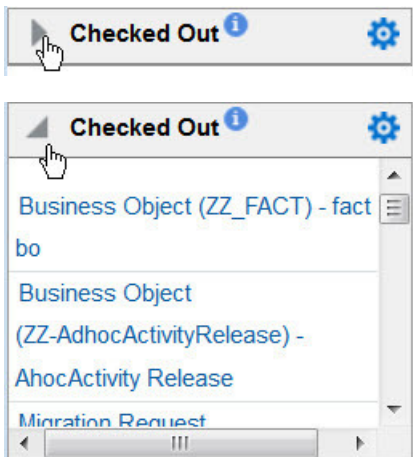 Checked Out i
Checked Out i
Business Object (ZZ_FACT) - fact
bo
Business Object
(ZZ-AdhocActivityRelease) -
AhocActivity Release
Migration Request